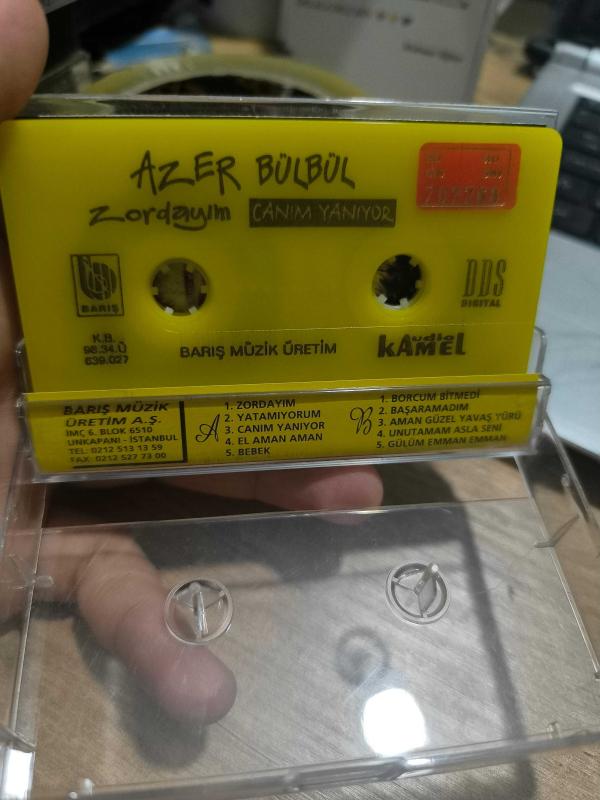 AZER BÜLBÜL
Zordayım CANIM YANIYOR
BARIŞ
DDS
DIGITAL
K.B.
98.34.Ü
639.027
BARIŞ MÜZİK ÜRETİM
audio kAMEL
BARIŞ MÜZİK
ÜRETİM A.Ş.
İMÇ 6. BLOK 6510
UNKAPANI - İSTANBUL
TEL: 0212 513 13 59
FAX: 0212 527 73 00
A
1. ZORDAYIM
2. YATAMIYORUM
3. CANIM YANIYOR
4. EL AMAN AMAN
5. BEBEK
B
1. BORCUM BİTMEDİ
2. BAŞARAMADIM
3. AMAN GÜZEL YAVAŞ YÜRÜ
4. UNUTAMAM ASLA SENİ
5. GÜLÜM EMMAN EMMAN